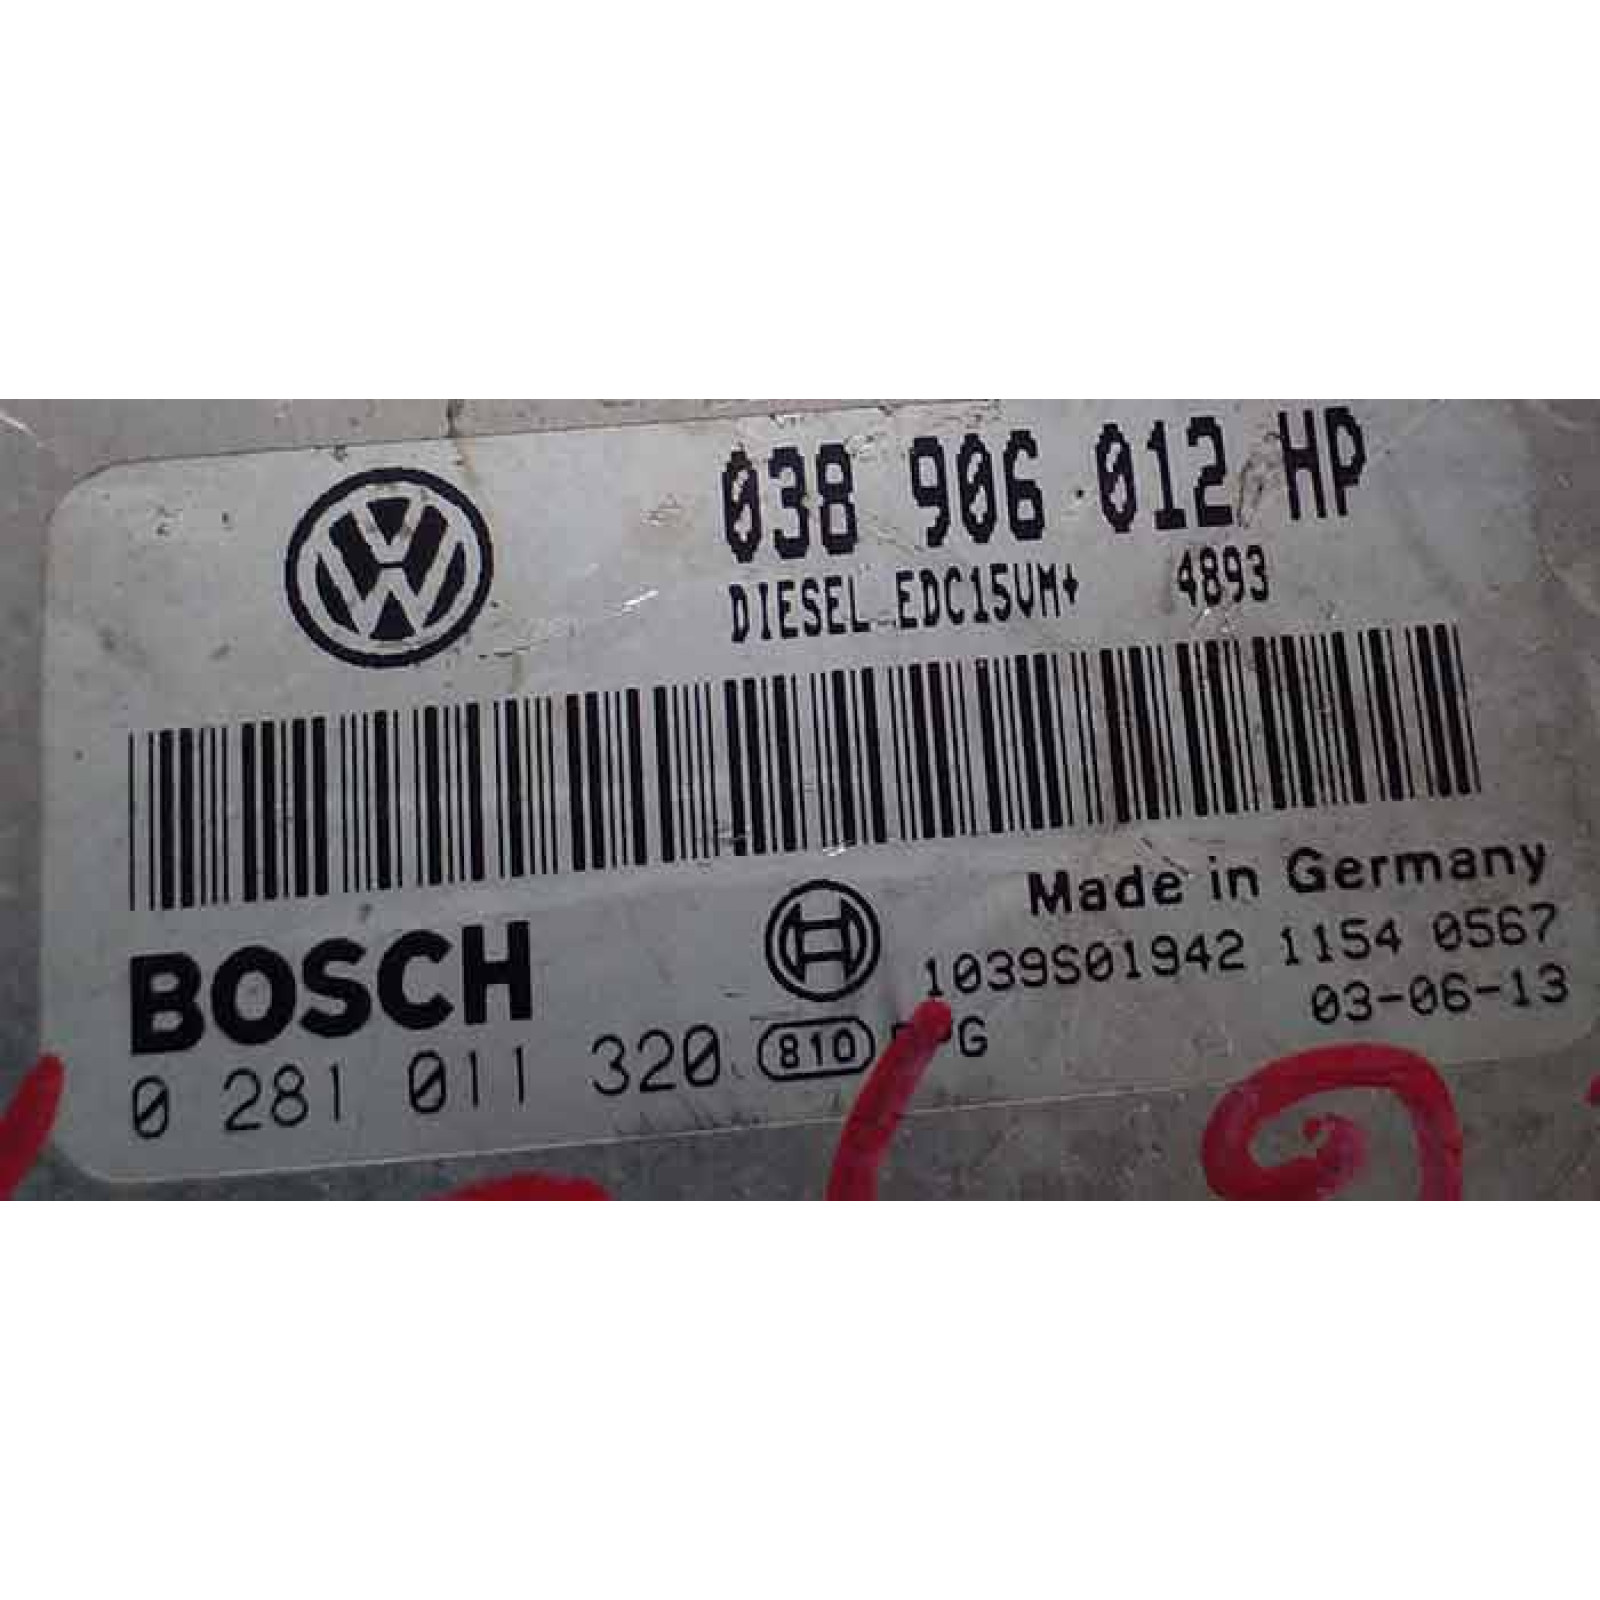 038 906 012 HP
DIESEL EDC15VM+ 4893
Made in Germany
BOSCH
1039S01942 1154 0567
03-06-13
0 281 011 320 810